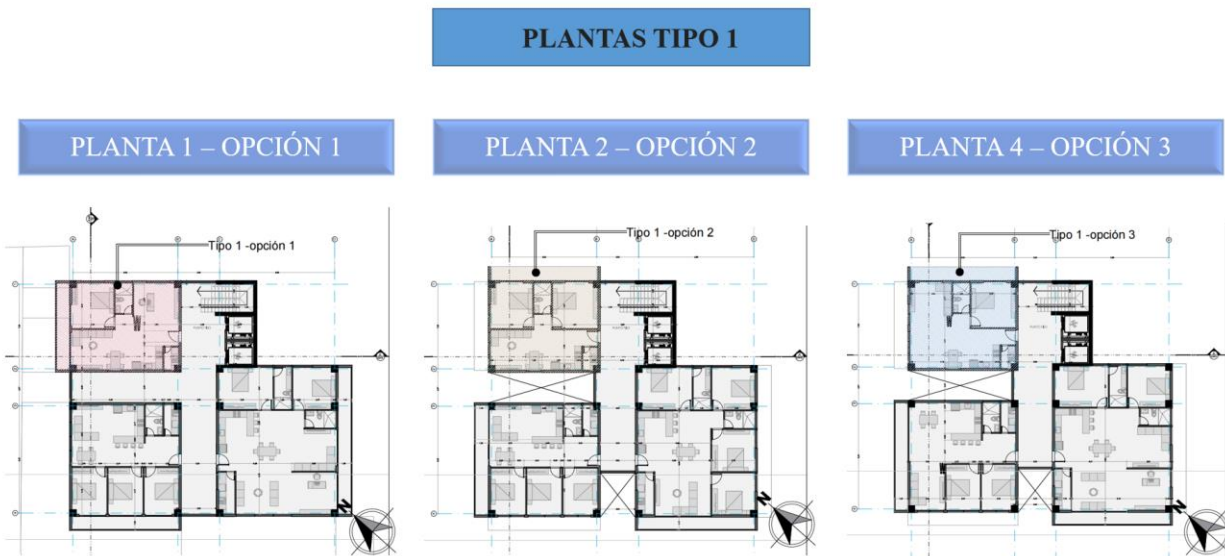 PLANTAS TIPO 1
PLANTA 1 – OPCIÓN 1
PLANTA 2 – OPCIÓN 2
PLANTA 4 – OPCIÓN 3
Tipo 1 -opción 1
Tipo 1 -opción 2
Tipo 1 -opción 3
N
N
N